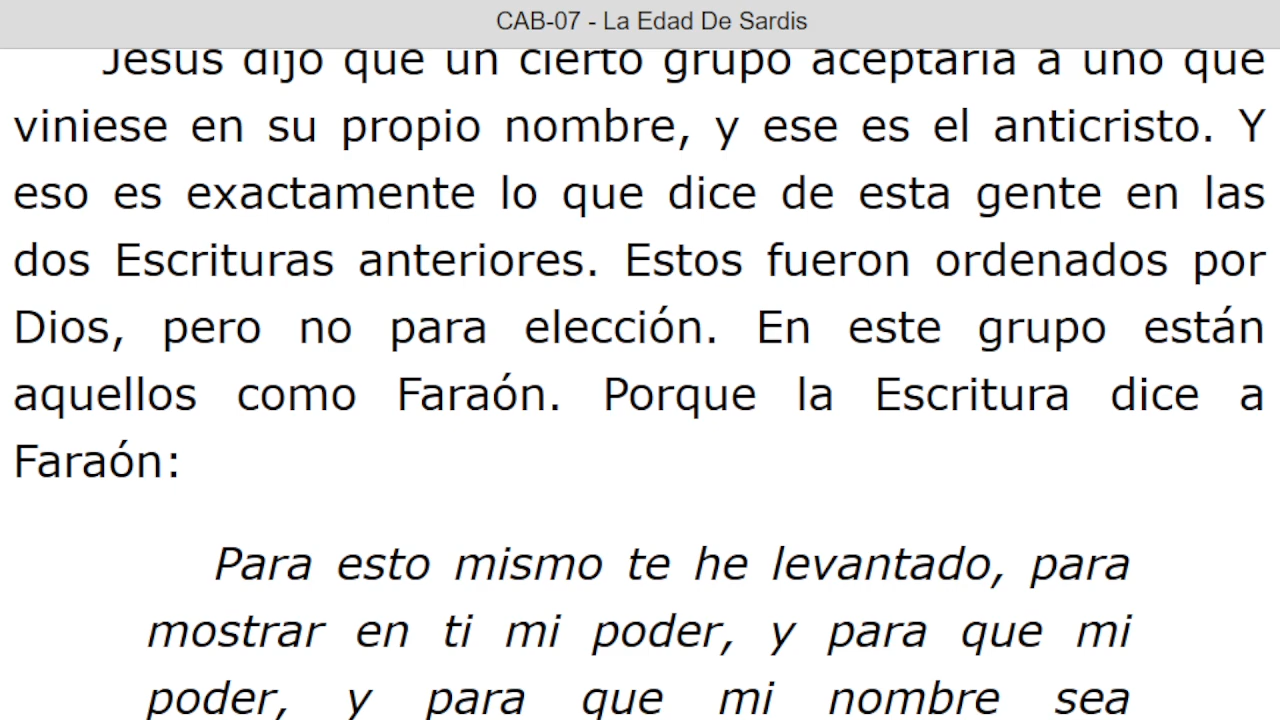 CAB-07 - La Edad De Sardis
Jesús dijo que un cierto grupo aceptaría a uno que
viniese en su propio nombre, y ese es el anticristo. Y
eso es exactamente lo que dice de esta gente en las
dos Escrituras anteriores. Estos fueron ordenados por
Dios, pero no para elección. En este grupo están
aquellos como Faraón. Porque la Escritura dice a
Faraón:
Para esto mismo te he levantado, para
mostrar en ti mi poder, y para que mi
poder, y para que mi nombre sea